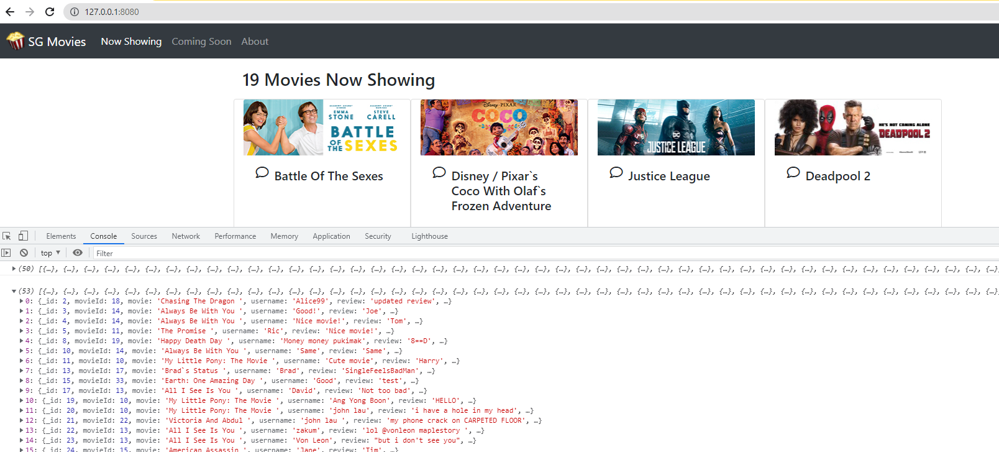 127.0.0.1:8080
SG Movies Now Showing Coming Soon About
19 Movies Now Showing
ACADEMY AWARD WINNER EMMA STONE ACADEMY AWARD NOMINEE STEVE CARELL
BATTLE OF THE SEXES
Disney·PIXAR
COCO
DC
JUSTICE LEAGUE
HE'S NOT COMING ALONE
DEADPOOL 2
Battle Of The Sexes
Disney / Pixar`s
Coco With Olaf`s
Frozen Adventure
Justice League
Deadpool 2
Elements Console Sources Network Performance Memory Application Security Lighthouse
top Filter
(50) [{…}, {…}, {…}, {…}, {…}, {…}, {…}, {…}, {…}, {…}, {…}, {…}, {…}, {…}, {…}, {…}, {…}, {…}, {…}, {…}, {…}, {…}, {…}, {…}, {…}, {…}, {…}, {…}, {…}, {…}, {…}, {…}, {…}, {…}, {…}, {…}, {…}, {…}, {…}, {…}, {…}, {…}, {…}, {…}, {…}, {…}, {…
(53) [{…}, {…}, {…}, {…}, {…}, {…}, {…}, {…}, {…}, {…}, {…}, {…}, {…}, {…}, {…}, {…}, {…}, {…}, {…}, {…}, {…}, {…}, {…}, {…}, {…}, {…}, {…}, {…}, {…}, {…}, {…}, {…}, {…}, {…}, {…}, {…}, {…}, {…}, {…}, {…}, {…}, {…}, {…}, {…}, {…}, {…}, {…
0: {_id: 2, movieId: 18, movie: 'Chasing The Dragon ', username: 'Alice99', review: 'updated review', …}
1: {_id: 3, movieId: 14, movie: 'Always Be With You ', username: 'Good!', review: 'Joe', …}
2: {_id: 4, movieId: 14, movie: 'Always Be With You ', username: 'Nice movie!', review: 'Tom', …}
3: {_id: 5, movieId: 11, movie: 'The Promise ', username: 'Ric', review: 'Nice movie!', …}
4: {_id: 8, movieId: 19, movie: 'Happy Death Day ', username: 'Money money pukimak', review: '8==D', …}
5: {_id: 10, movieId: 14, movie: 'Always Be With You ', username: 'Same', review: 'Same', …}
6: {_id: 11, movieId: 10, movie: 'My Little Pony: The Movie ', username: 'Cute movie', review: 'Harry', …}
7: {_id: 13, movieId: 17, movie: 'Brad`s Status ', username: 'Brad', review: 'SingleFeelsBadMan', …}
8: {_id: 15, movieId: 33, movie: 'Earth: One Amazing Day ', username: 'Good', review: 'test', …}
9: {_id: 17, movieId: 13, movie: 'All I See Is You ', username: 'David', review: 'Not too bad', …}
10: {_id: 19, movieId: 10, movie: 'My Little Pony: The Movie ', username: 'Ang Yong Boon', review: 'HELLO', …}
11: {_id: 20, movieId: 10, movie: 'My Little Pony: The Movie ', username: 'john lau', review: 'i have a hole in my head', …}
12: {_id: 21, movieId: 22, movie: 'Victoria And Abdul ', username: 'john lau ', review: 'my phone crack on CARPETED FLOOR', …}
13: {_id: 22, movieId: 13, movie: 'All I See Is You ', username: 'zakum', review: 'lol @vonleon maplestory ', …}
14: {_id: 23, movieId: 13, movie: 'All I See Is You ', username: 'Von Leon', review: "but i don't see you", …}
15: {_id: 24, movieId: 15, movie: 'American Assassin ', username: 'Jane', review: 'Tim', …}